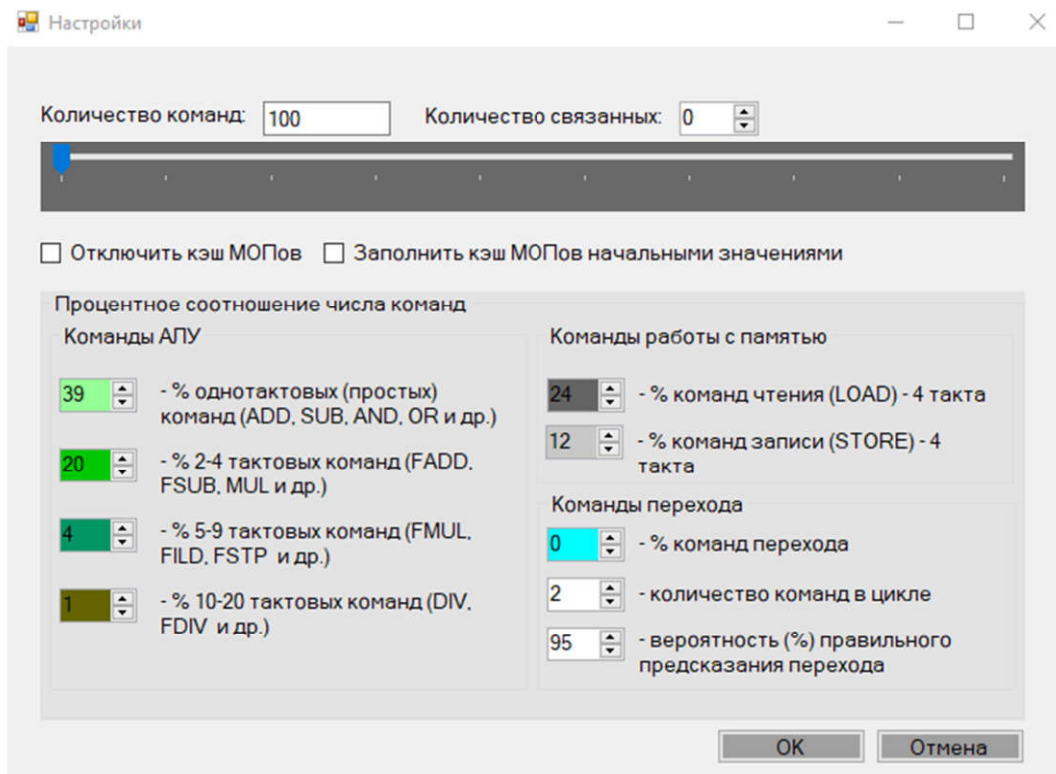 Настройки
Количество команд: 100 Количество связанных: 0
Отключить кэш МОПов Заполнить кэш МОПов начальными значениями
Процентное соотношение числа команд
Команды АЛУ
39 - % однотактовых (простых)
команд (ADD, SUB, AND, OR и др.)
20 - % 2-4 тактовых команд (FADD,
FSUB, MUL и др.)
4 - % 5-9 тактовых команд (FMUL,
FILD, FSTP и др.)
1 - % 10-20 тактовых команд (DIV,
FDIV и др.)
Команды работы с памятью
24 - % команд чтения (LOAD) - 4 такта
12 - % команд записи (STORE) - 4
такта
Команды перехода
0 - % команд перехода
2 - количество команд в цикле
95 - вероятность (%) правильного
предсказания перехода
OK Отмена